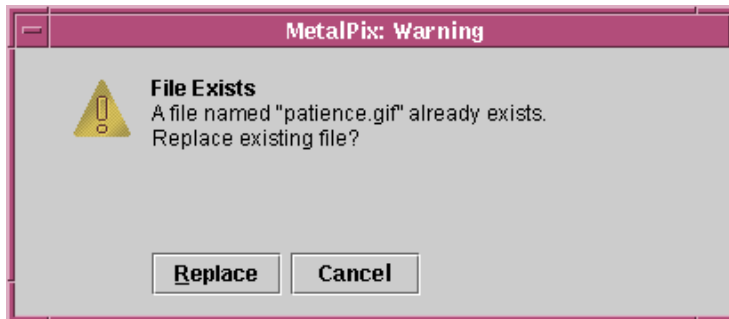 MetalPix: Warning
File Exists
A file named "patience.gif" already exists.
Replace existing file?
Replace Cancel